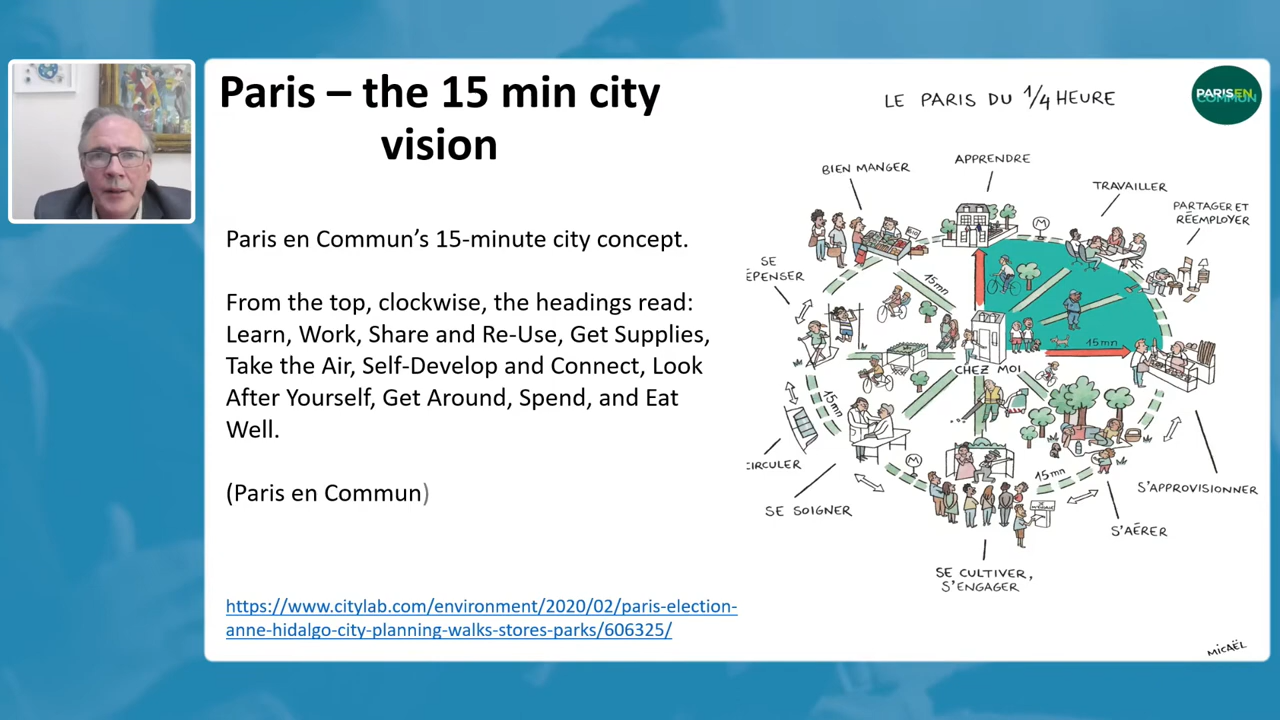 Paris – the 15 min city
vision
Paris en Commun’s 15-minute city concept.
From the top, clockwise, the headings read:
Learn, Work, Share and Re-Use, Get Supplies,
Take the Air, Self-Develop and Connect, Look
After Yourself, Get Around, Spend, and Eat
Well.
(Paris en Commun)
https://www.citylab.com/environment/2020/02/paris-election-
anne-hidalgo-city-planning-walks-stores-parks/606325/
LE PARIS DU 1/4 HEURE
PARISEN
COMMUN
APPRENDRE
BIEN MANGER
TRAVAILLER
PARTAGER ET
RÉEMPLOYER
M
SE
ÉPENSER
15mn
15mn
CHEZ MOI
15mn
CIRCULER
M
15mn
SE SOIGNER
S'APPROVISIONNER
S'AÉRER
SE CULTIVER,
S'ENGAGER
MICAËL